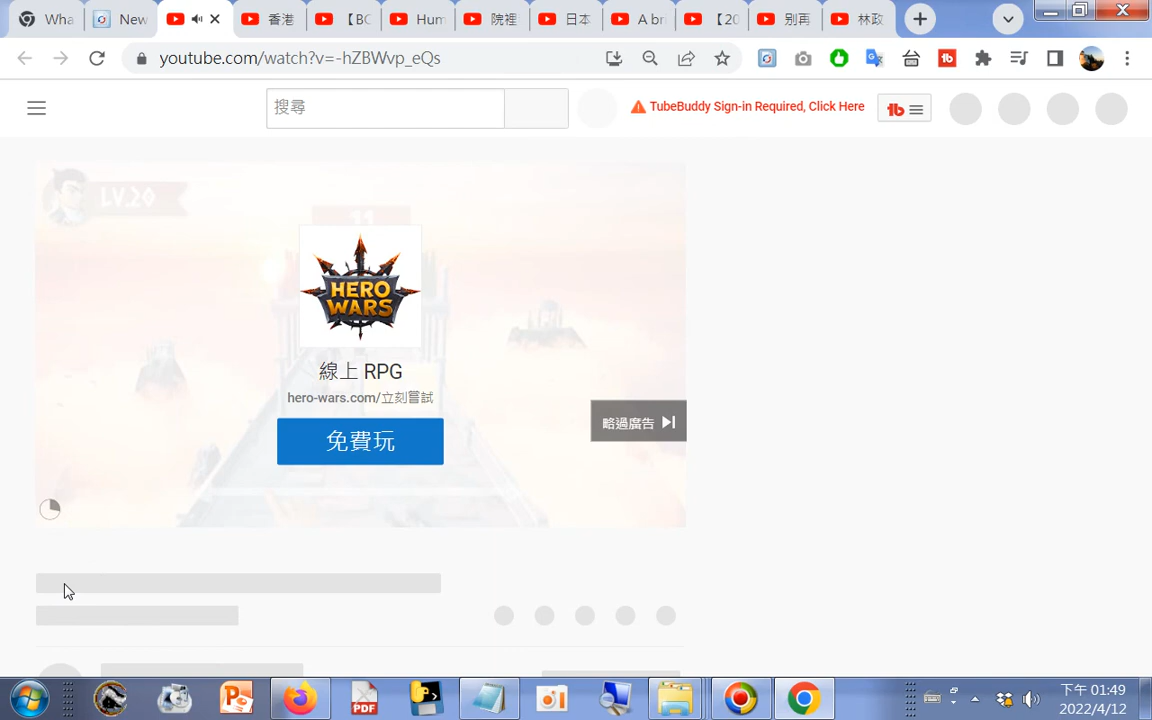 Wha
New
香港
【BC
Hum
院裡
日本
A br
【20
別再
林政
youtube.com/watch?v=-hZBWvp_eQs
搜尋
TubeBuddy Sign-in Required, Click Here
LV.20
11
HERO
WARS
線上 RPG
hero-wars.com/立刻嘗試
免費玩
略過廣告
下午 01:49
2022/4/12